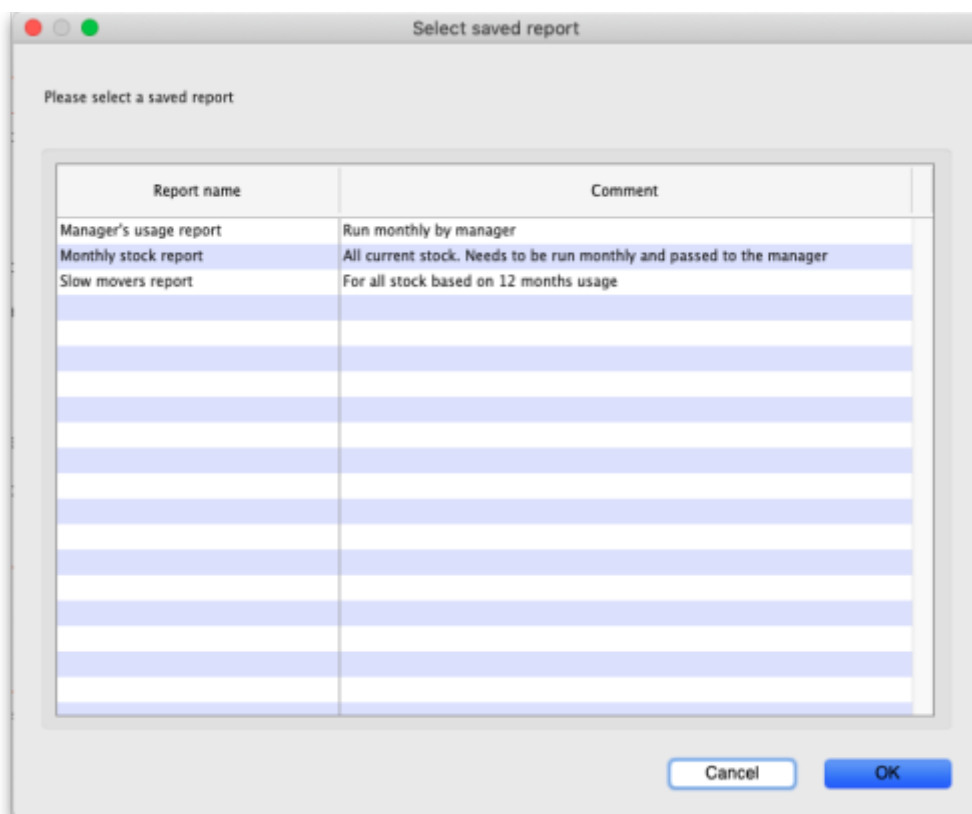 Select saved report
Please select a saved report
Report name Comment
Manager's usage report Run monthly by manager
Monthly stock report All current stock. Needs to be run monthly and passed to the manager
Slow movers report For all stock based on 12 months usage
Cancel OK